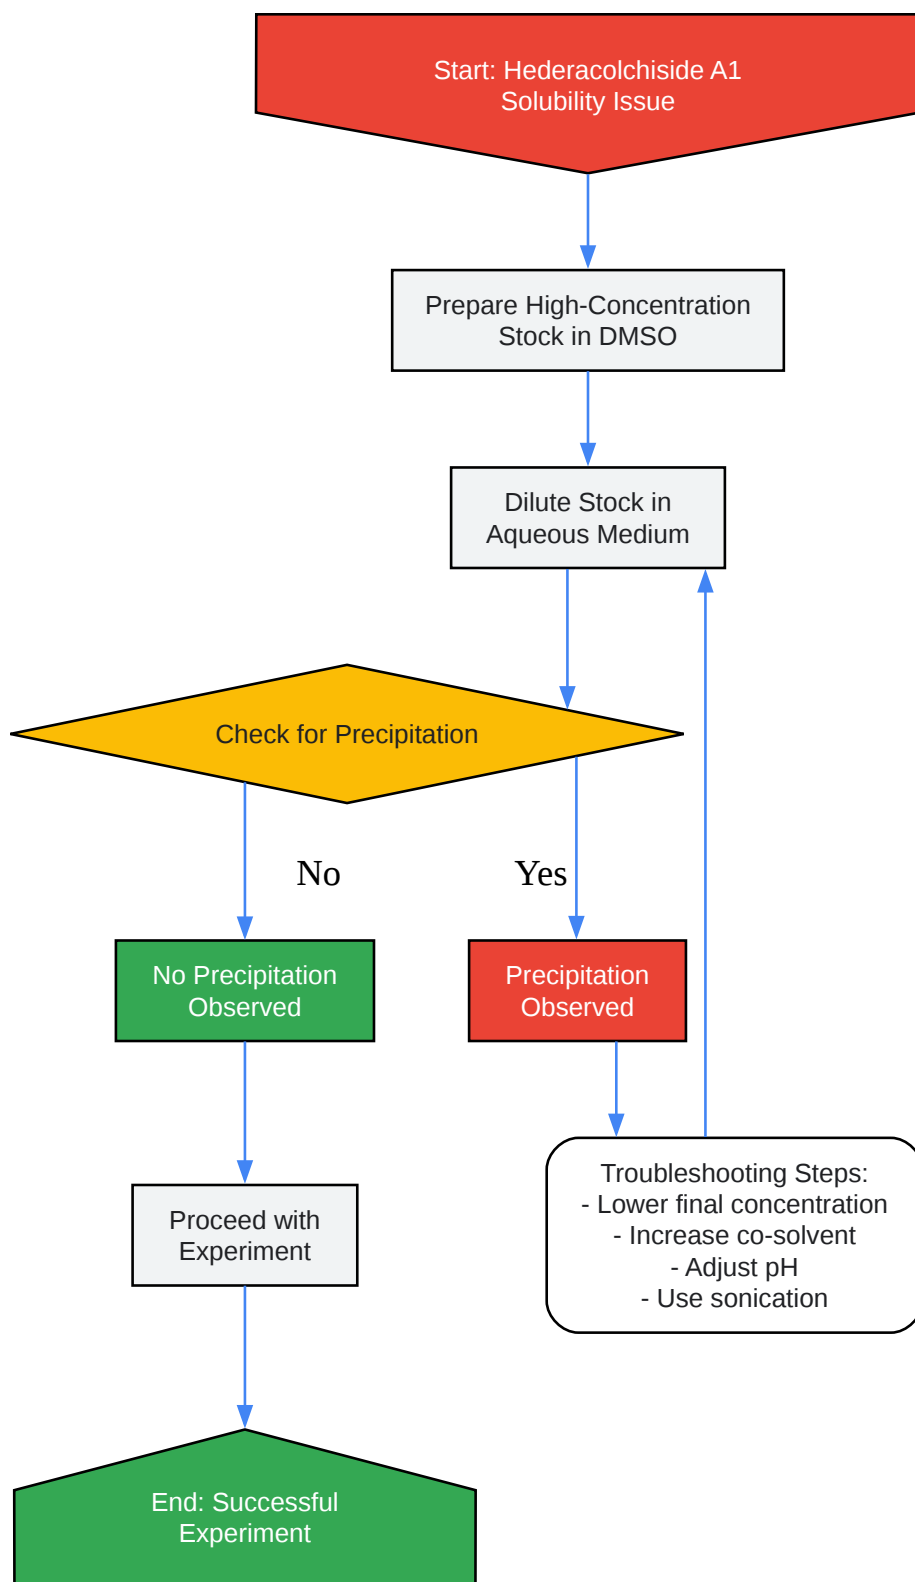 Start: Hederacolchiside A1
Solubility Issue
Prepare High-Concentration
Stock in DMSO
Dilute Stock in
Aqueous Medium
Check for Precipitation
No
Yes
No Precipitation
Observed
Precipitation
Observed
Troubleshooting Steps:
- Lower final concentration
- Increase co-solvent
- Adjust pH
- Use sonication
Proceed with
Experiment
End: Successful
Experiment